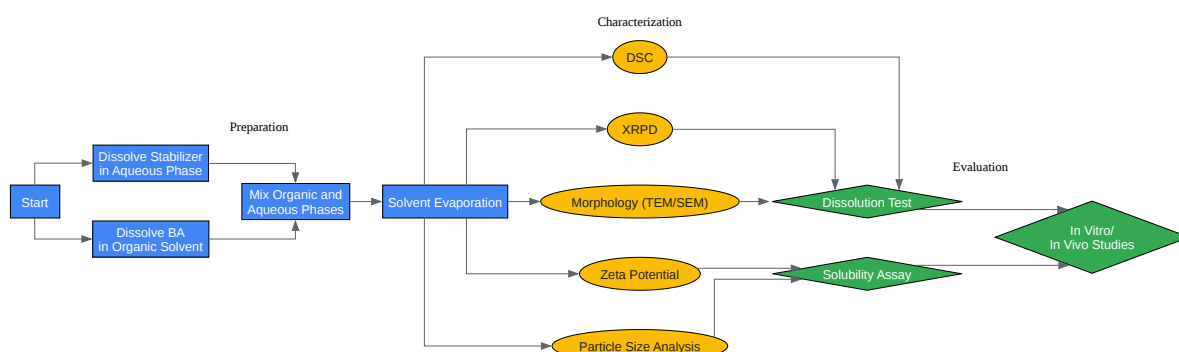 Characterization
DSC
XRPD
Preparation
Dissolve Stabilizer
in Aqueous Phase
Evaluation
Start
Mix Organic and
Aqueous Phases
Solvent Evaporation
Morphology (TEM/SEM)
Dissolution Test
Dissolve BA
in Organic Solvent
In Vitro/
In Vivo Studies
Zeta Potential
Solubility Assay
Particle Size Analysis